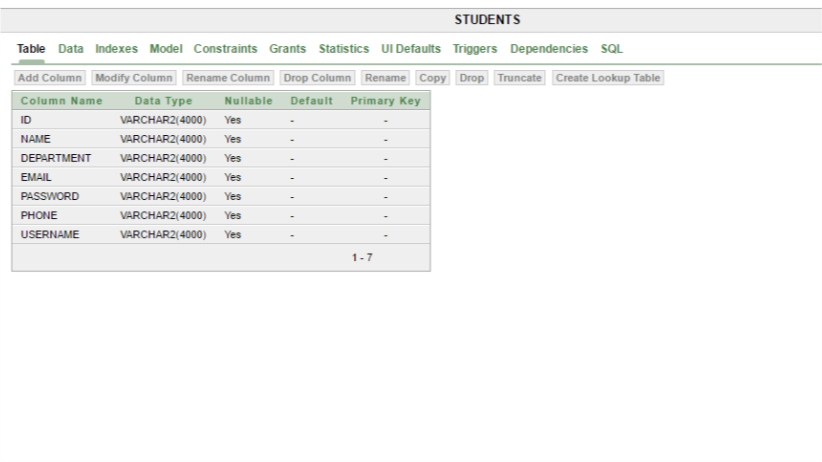 STUDENTS
Table Data Indexes Model Constraints Grants Statistics UI Defaults Triggers Dependencies SQL
Add Column Modify Column Rename Column Drop Column Rename Copy Drop Truncate Create Lookup Table
Column Name Data Type Nullable Default Primary Key
ID VARCHAR2(4000) Yes - -
NAME VARCHAR2(4000) Yes - -
DEPARTMENT VARCHAR2(4000) Yes - -
EMAIL VARCHAR2(4000) Yes - -
PASSWORD VARCHAR2(4000) Yes - -
PHONE VARCHAR2(4000) Yes - -
USERNAME VARCHAR2(4000) Yes - -
1 - 7